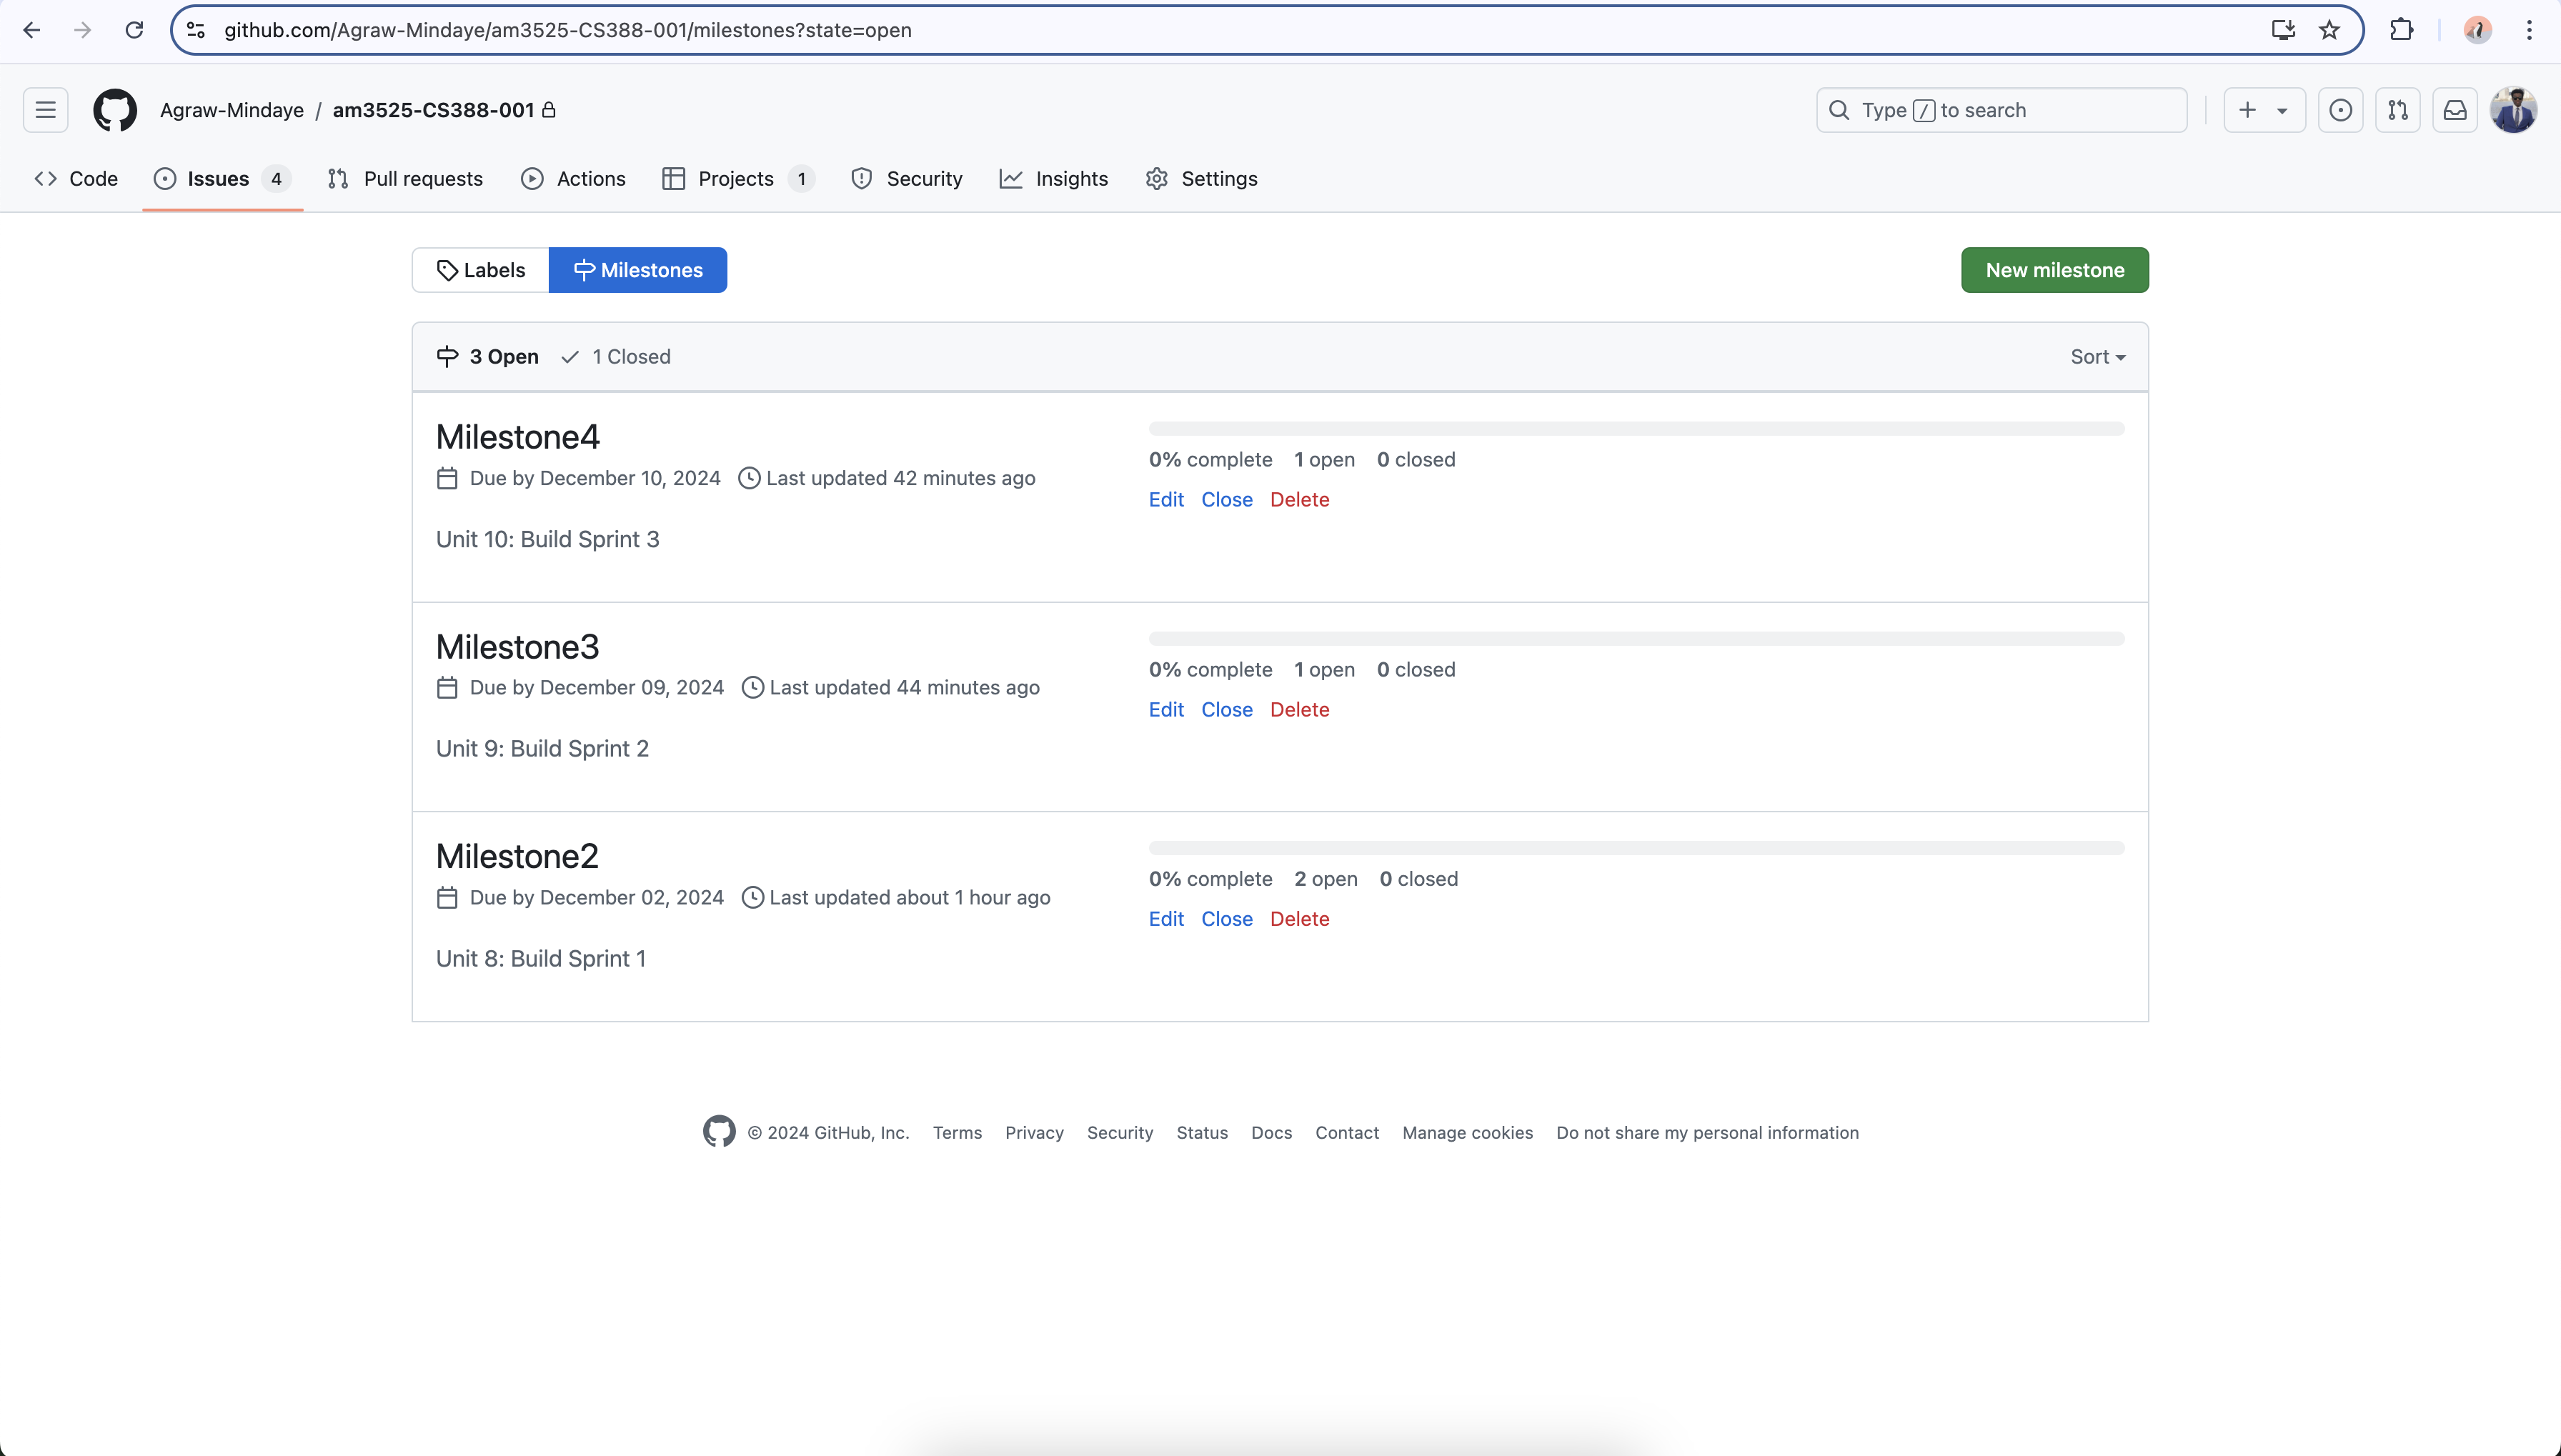 github.com/Agraw-Mindaye/am3525-CS388-001/milestones?state=open
Agraw-Mindaye / am3525-CS388-001
Type / to search
Code Issues 4 Pull requests Actions Projects 1 Security Insights Settings
Labels Milestones New milestone
3 Open 1 Closed Sort
Milestone4
0% complete 1 open 0 closed
Due by December 10, 2024 Last updated 42 minutes ago
Edit Close Delete
Unit 10: Build Sprint 3
Milestone3
0% complete 1 open 0 closed
Due by December 09, 2024 Last updated 44 minutes ago
Edit Close Delete
Unit 9: Build Sprint 2
Milestone2
0% complete 2 open 0 closed
Due by December 02, 2024 Last updated about 1 hour ago
Edit Close Delete
Unit 8: Build Sprint 1
© 2024 GitHub, Inc. Terms Privacy Security Status Docs Contact Manage cookies Do not share my personal information